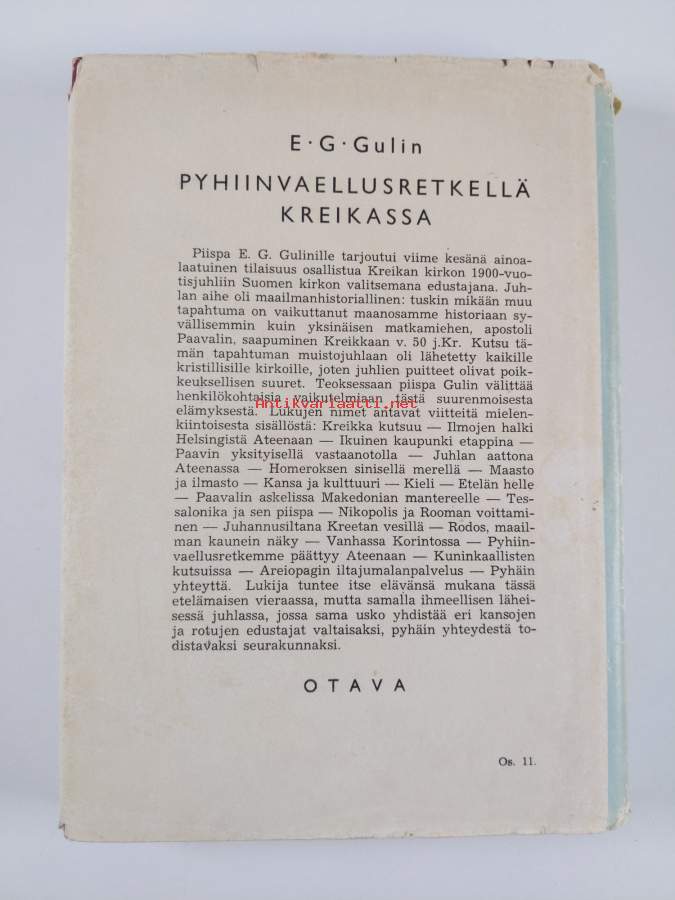 E·G·Gulin
PYHIINVAELLUSRETKELLÄ
KREIKASSA
Piispa E. G. Gulinille tarjoutui viime kesänä ainoa-
laatuinen tilaisuus osallistua Kreikan kirkon 1900-vuo-
tisjuhliin Suomen kirkon valitsemana edustajana. Juh-
lan aihe oli maailmanhistoriallinen: tuskin mikään muu
tapahtuma on vaikuttanut maanosamme historiaan sy-
vällisemmin kuin yksinäisen matkamiehen, apostoli
Paavalin, saapuminen Kreikkaan v. 50 j.Kr. Kutsu tä-
män tapahtuman muistojuhlaan oli lähetetty kaikille
kristillisille kirkoille, joten juhlien puitteet olivat poik-
keuksellisen suuret. Teoksessaan piispa Gulin välittää
henkilökohtaisia vaikutelmiaan tästä suurenmoisesta
Antikvariaatti.net
elämyksestä. Lukujen nimet antavat viitteitä mielen-
kiintoisesta sisällöstä: Kreikka kutsuu — Ilmojen halki
Helsingistä Ateenaan — Ikuinen kaupunki etappina —
Paavin yksityisellä vastaanotolla — Juhlan aattona
Ateenassa — Homeroksen sinisellä merellä — Maasto
ja ilmasto — Kansa ja kulttuuri — Kieli — Etelän helle
— Paavalin askelissa Makedonian mantereelle — Tes-
salonika ja sen piispa — Nikopolis ja Rooman voittami-
nen — Juhannusiltana Kreetan vesillä — Rodos, maail-
man kaunein näky — Vanhassa Korintossa — Pyhiin-
vaellusretkemme päättyy Ateenaan — Kuninkaallisten
kutsuissa — Areiopagin iltajumalanpalvelus — Pyhäin
yhteyttä. Lukija tuntee itse elävänsä mukana tässä
etelämaisen vieraassa, mutta samalla ihmeellisen lähei-
sessä juhlassa, jossa sama usko yhdistää eri kansojen
ja rotujen edustajat valtaisaksi, pyhäin yhteydestä to-
distavaksi seurakunnaksi.
OTAVA
Os. 11.